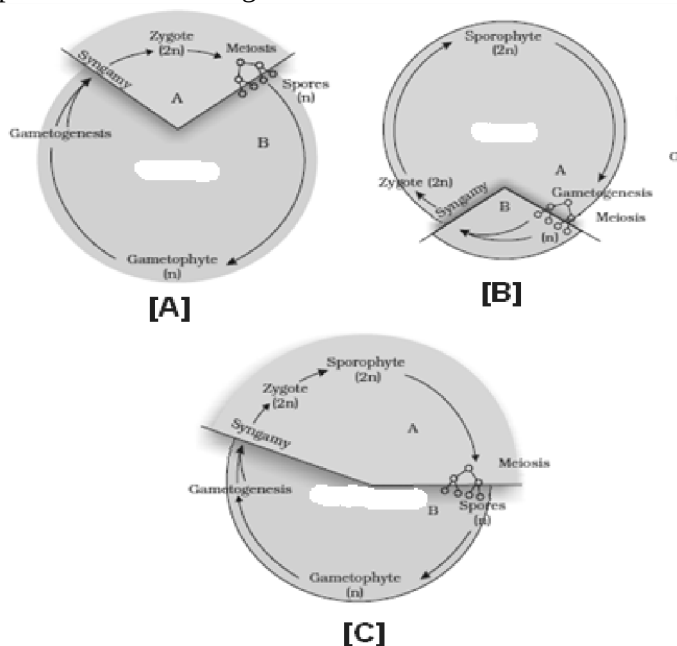 Zygote
(2n)
Meiosis
Syngamy
Spores
(n)
A
B
Gametogenesis
Gametophyte
(n)
[A]
Sporophyte
(2n)
A
Zygote (2n)
Syngamy
B
Gametogenesis
Meiosis
(n)
[B]
Sporophyte
(2n)
Zygote
(2n)
Syngamy
A
Meiosis
Gametogenesis
B
Spores
(n)
Gametophyte
(n)
[C]